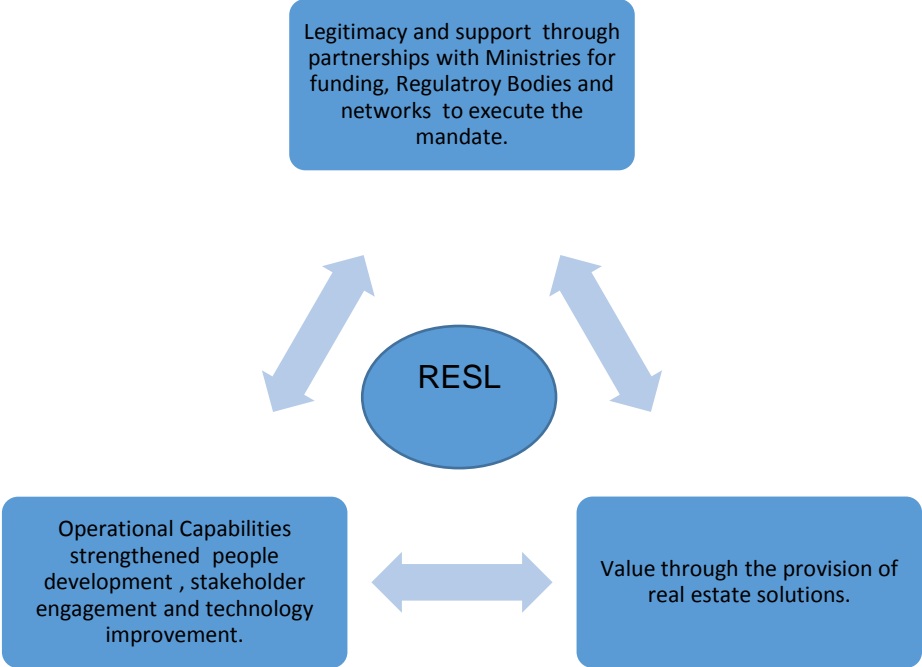 Legitimacy and support through
partnerships with Ministries for
funding, Regulatroy Bodies and
networks to execute the
mandate.
RESL
Operational Capabilities
strengthened people
development , stakeholder
engagement and technology
improvement.
Value through the provision of
real estate solutions.